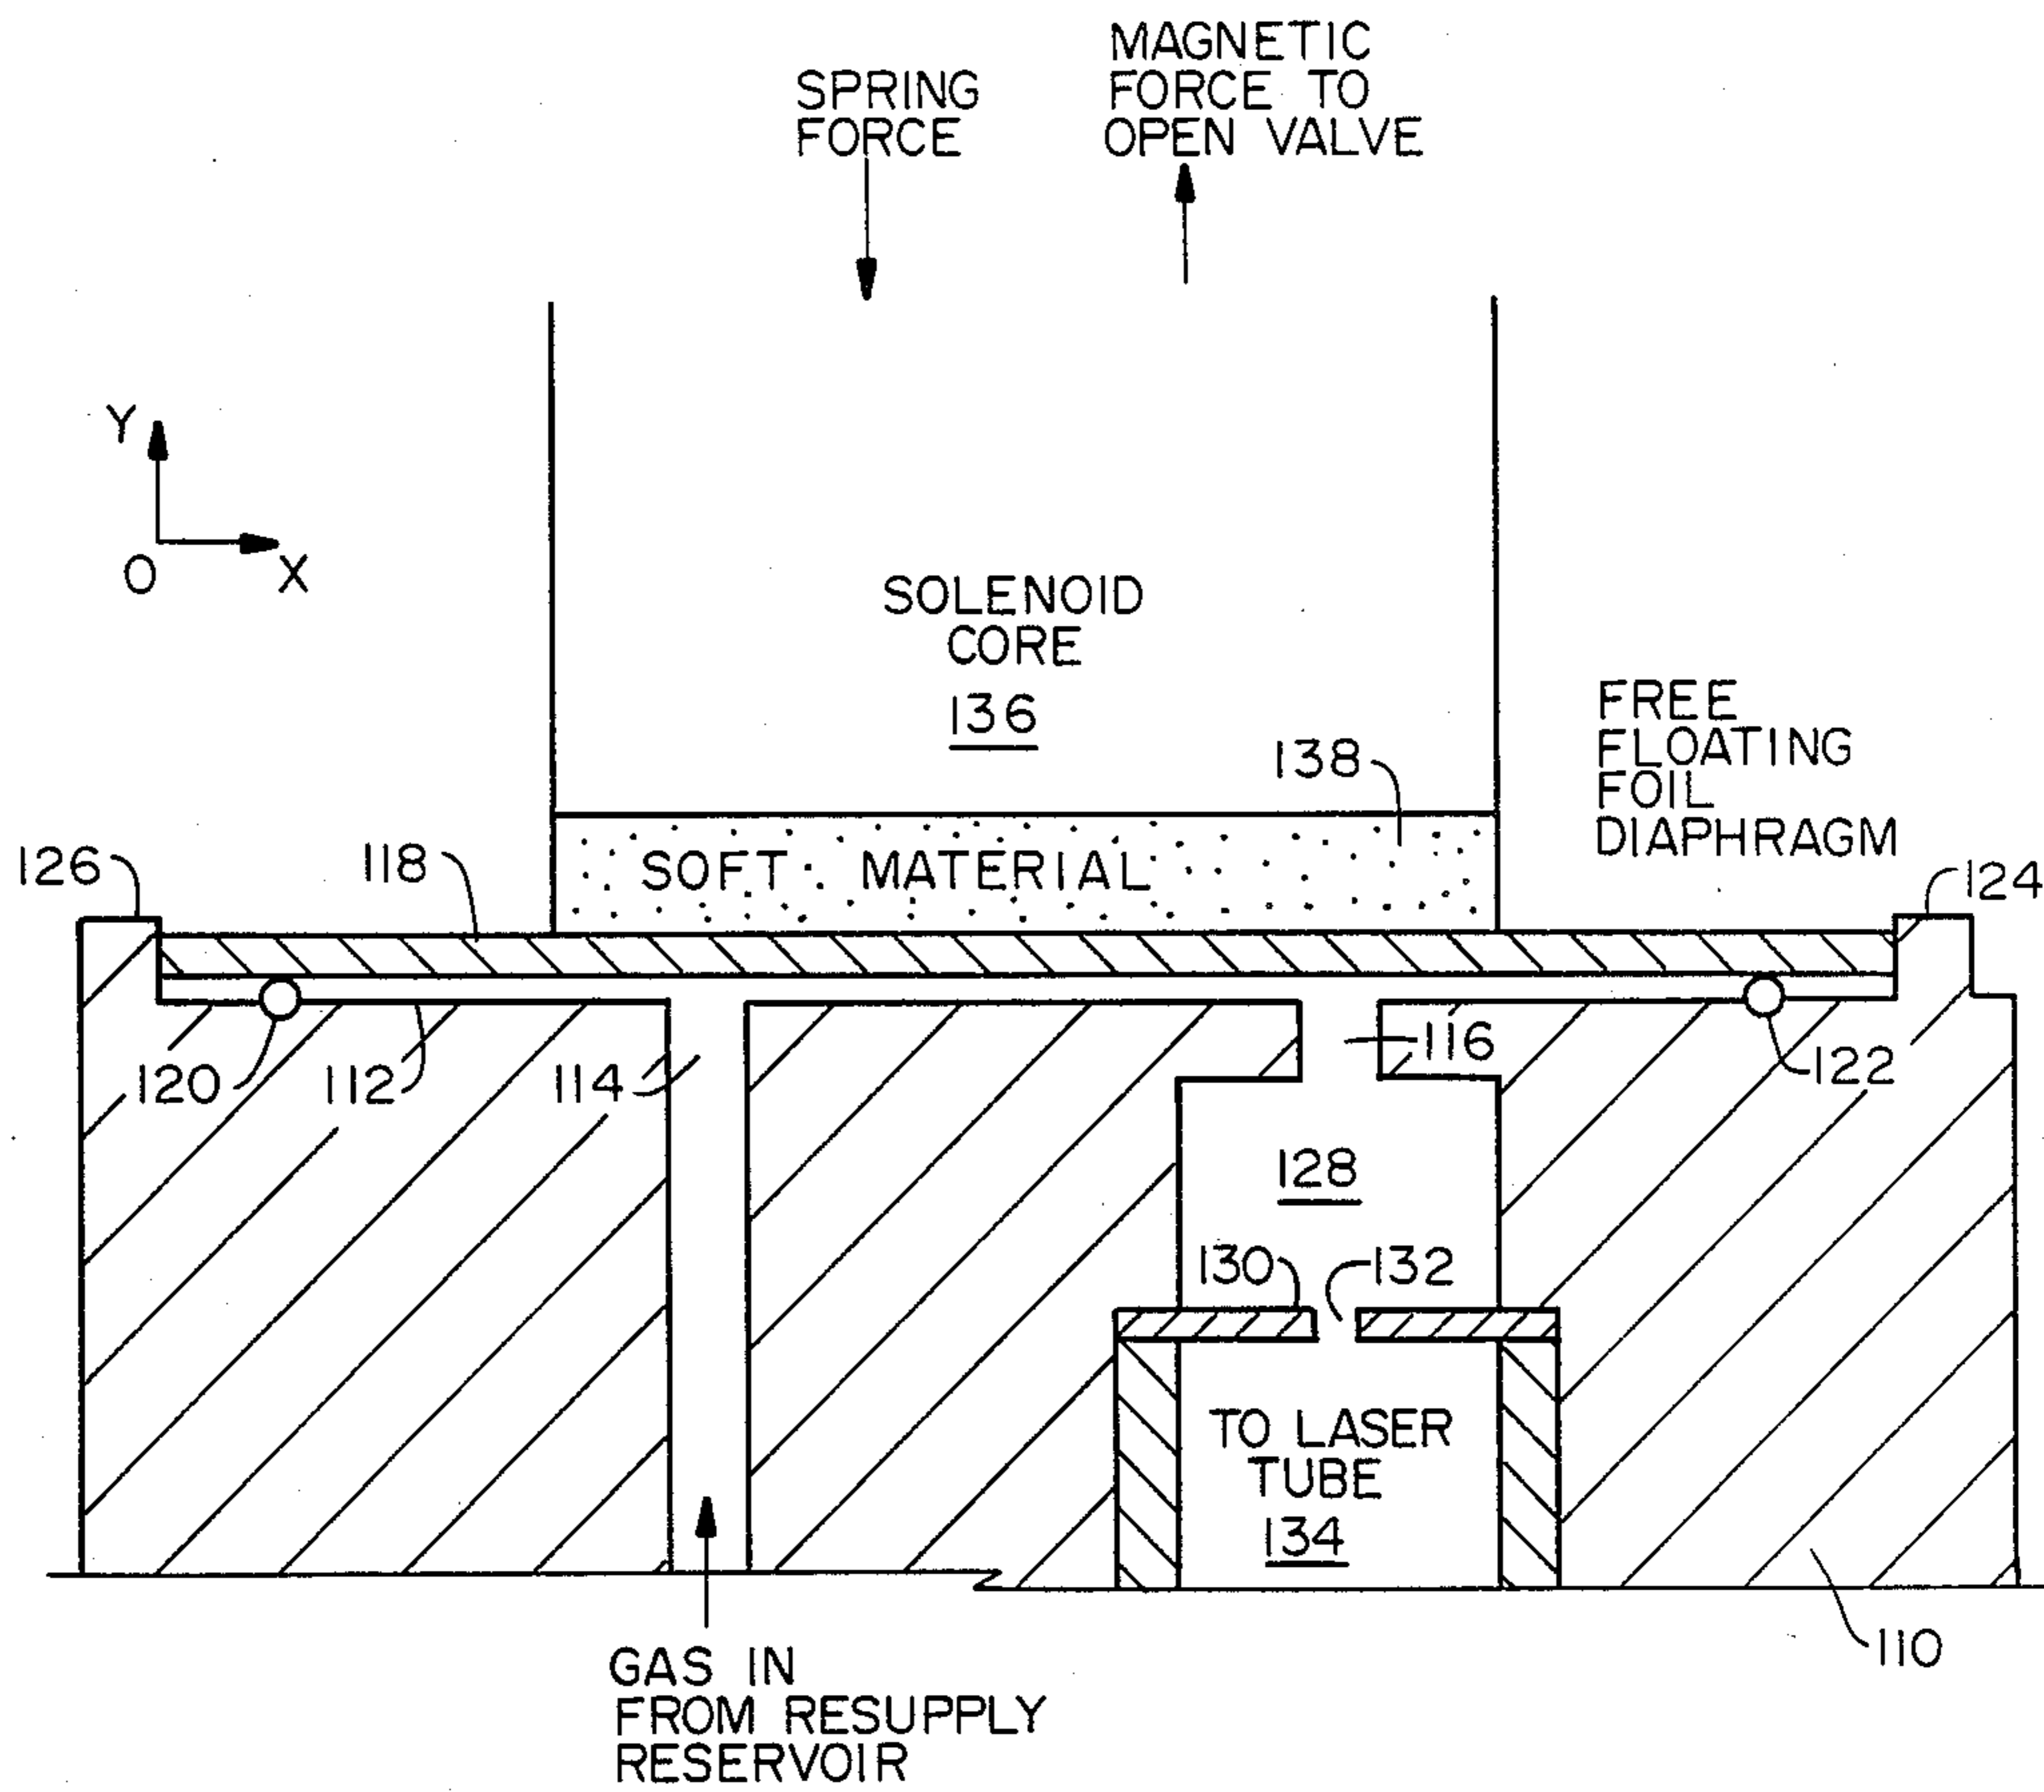 MAGNETIC
FORCE TO
OPEN VALVE
SPRING
FORCE
Y
O
X
SOLENOID
CORE
136
138
FREE
FLOATING
FOIL
DIAPHRAGM
SOFT MATERIAL
126
118
124
120
112
114
116
122
128
130
132
TO LASER
TUBE
134
110
GAS IN
FROM RESUPPLY
RESERVOIR